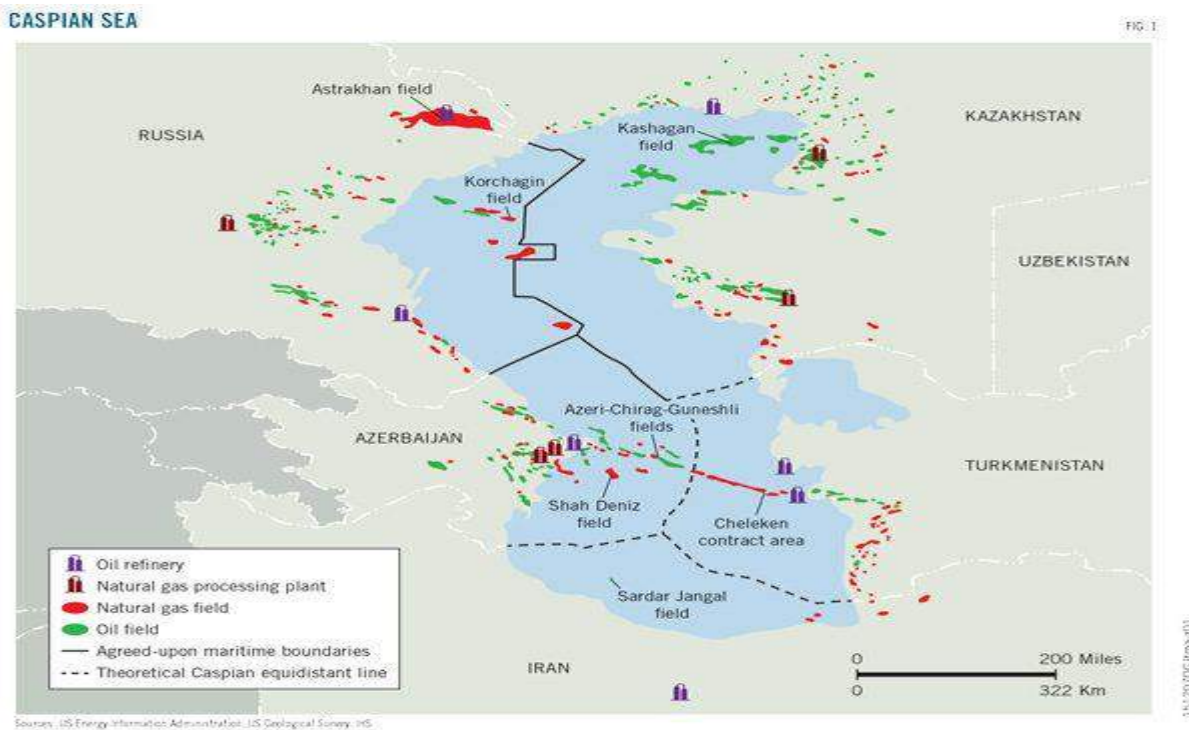 CASPIAN SEA
FIG. 1
Astrakhan field
RUSSIA
Kashagan
field
KAZAKHSTAN
Korchagin
field
UZBEKISTAN
Azeri-Chirag-Guneshli
fields
AZERBAIJAN
TURKMENISTAN
Shah Deniz
field
Cheleken
contract area
Sardar Jangal
field
Oil refinery
Natural gas processing plant
Natural gas field
Oil field
Agreed-upon maritime boundaries
Theoretical Caspian equidistant line
IRAN
0 200 Miles
0 322 Km
Sources: US Energy Information Administration, US Geological Survey, IHS